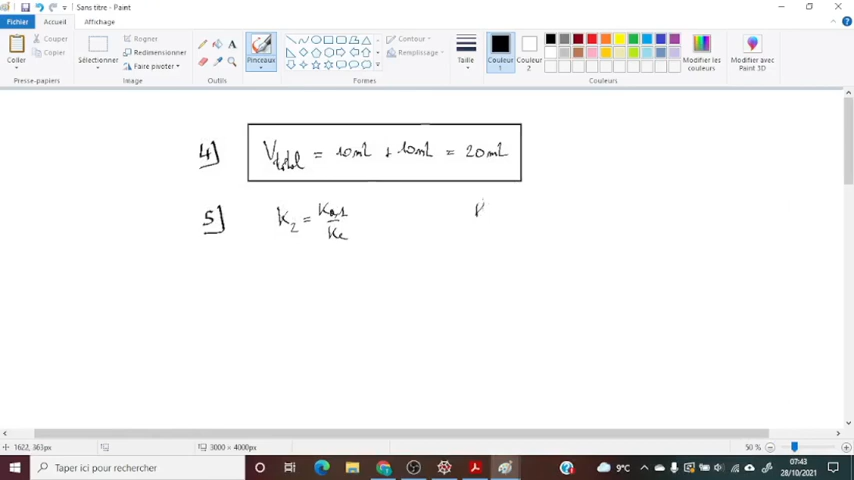 Sans titre - Paint
Fichier Accueil Affichage
Coller
Couper
Copier
Presse-papiers
Sélectionner
Rogner
Redimensionner
Faire pivoter
Image
Outils
Pinceaux
Contour
Remplissage
Formes
Taille
Couleur 1
Couleur 2
Modifier les couleurs
Couleurs
Modifier avec Paint 3D
4] Vtotal = 10mL + 10mL = 20mL
5] K2 = Ka,1 / Ke
1622, 363px
3000 × 4000px
50 %
Taper ici pour rechercher
9°C
07:43
28/10/2021